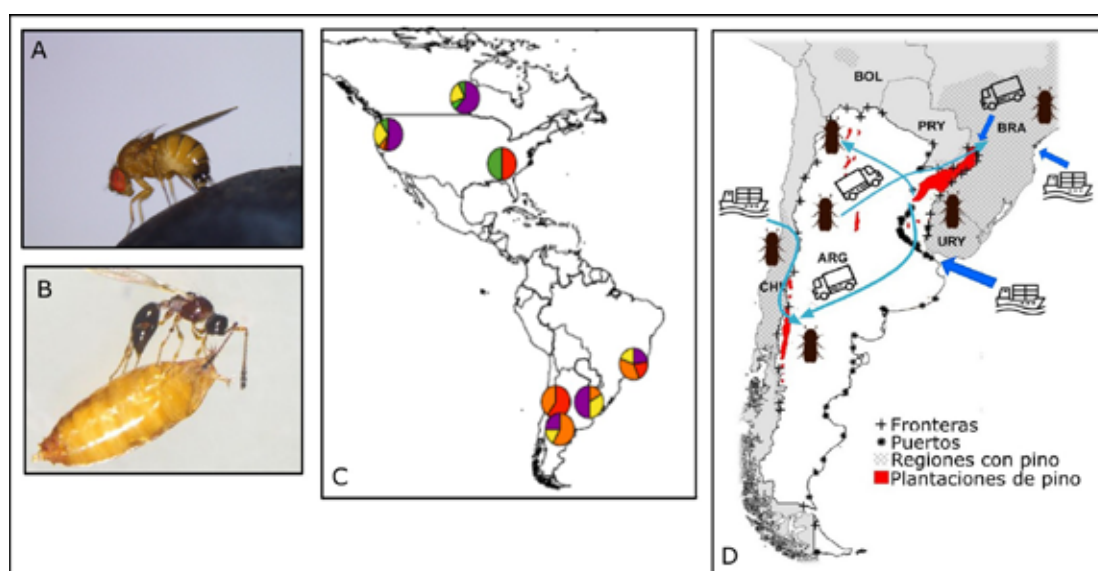 A
B
C
D
BOL
PRY
BRA
ARG
URY
CHI
Fronteras
Puertos
Regiones con pino
Plantaciones de pino